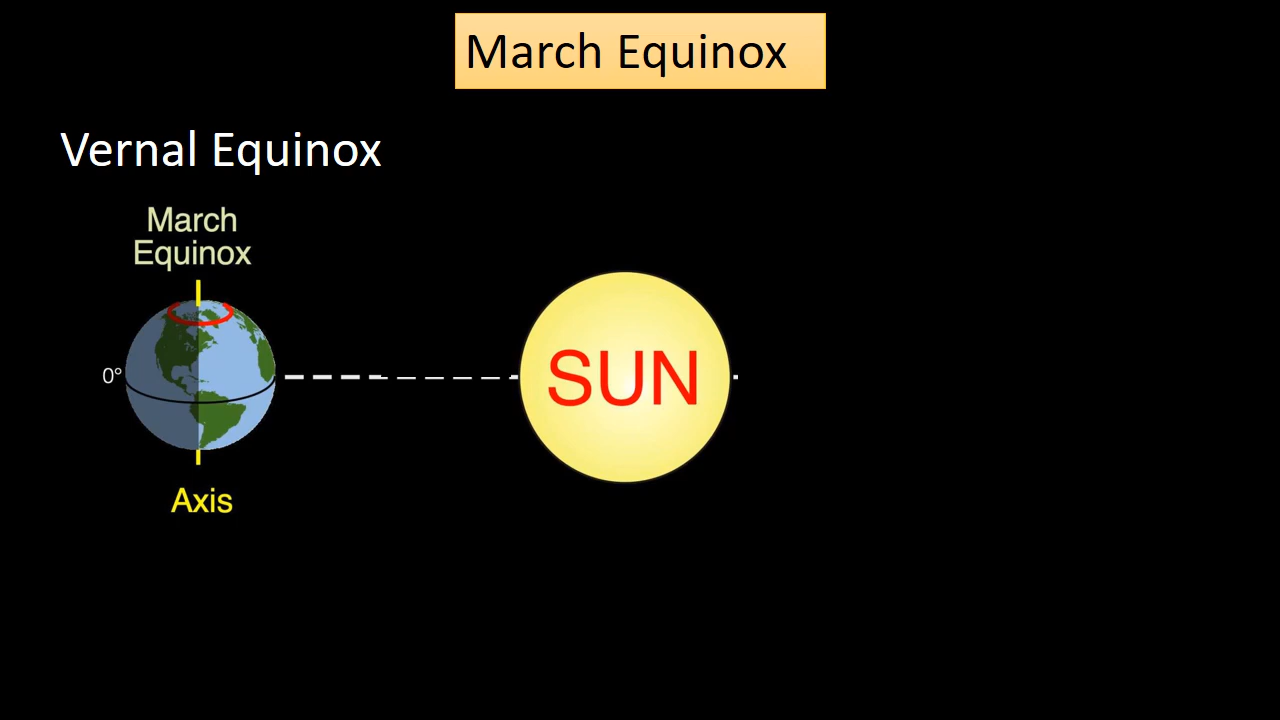 March Equinox
Vernal Equinox
March
Equinox
0°
SUN
Axis